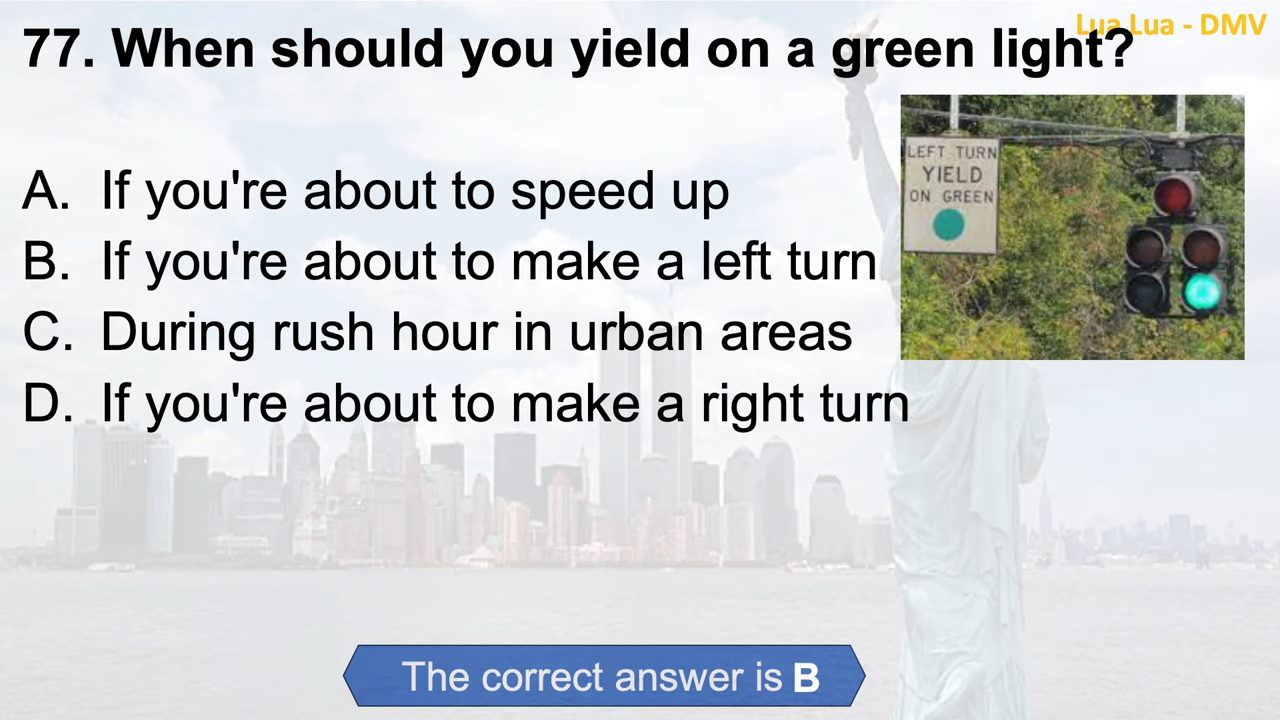 Lua Lua - DMV
77. When should you yield on a green light?
A. If you're about to speed up
B. If you're about to make a left turn
C. During rush hour in urban areas
D. If you're about to make a right turn
LEFT TURN
YIELD
ON GREEN
The correct answer is B